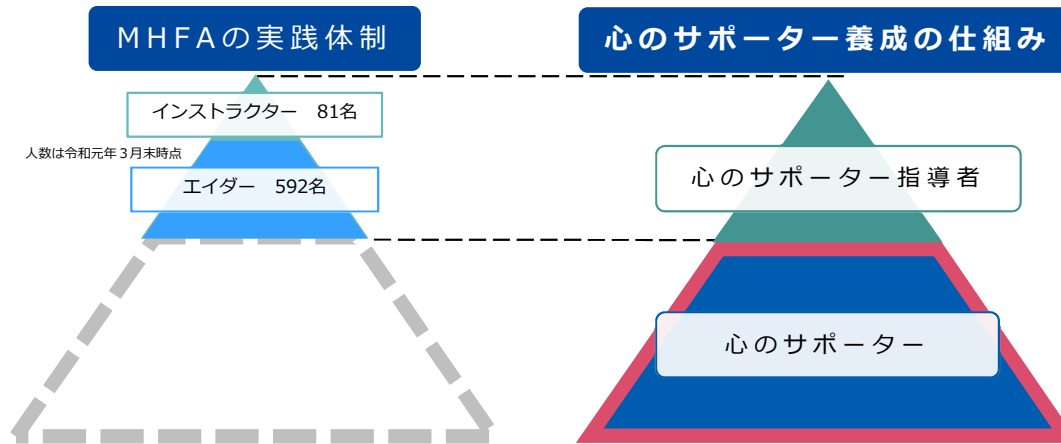 MHFAの実践体制
心のサポーター養成の仕組み
インストラクター　81名
人数は令和元年３月末時点
エイダー　592名
心のサポーター指導者
心のサポーター